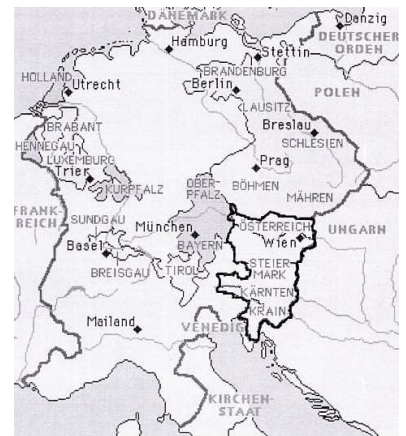 DÄNEMARK
Danzig
Hamburg
DEUTSCHER
ORDEN
Stettin
BRANDENBURG
HOLLAND
Utrecht
Berlin
POLEN
LAUSITZ
BRABANT
Breslau
SCHLESIEN
HENNEGAU
LUXEMBURG
Trier
Prag
KURPFALZ
OBER-
PFALZ
BÖHMEN
MÄHREN
FRANK-
REICH
SUNDGAU
München
ÖSTERREICH
UNGARN
Wien
Basel
BAYERN
BREISGAU
TIROL
STEIER
MARK
KÄRNTEN
KRAIN
Mailand
VENEDIG
KIRCHEN-
STAAT